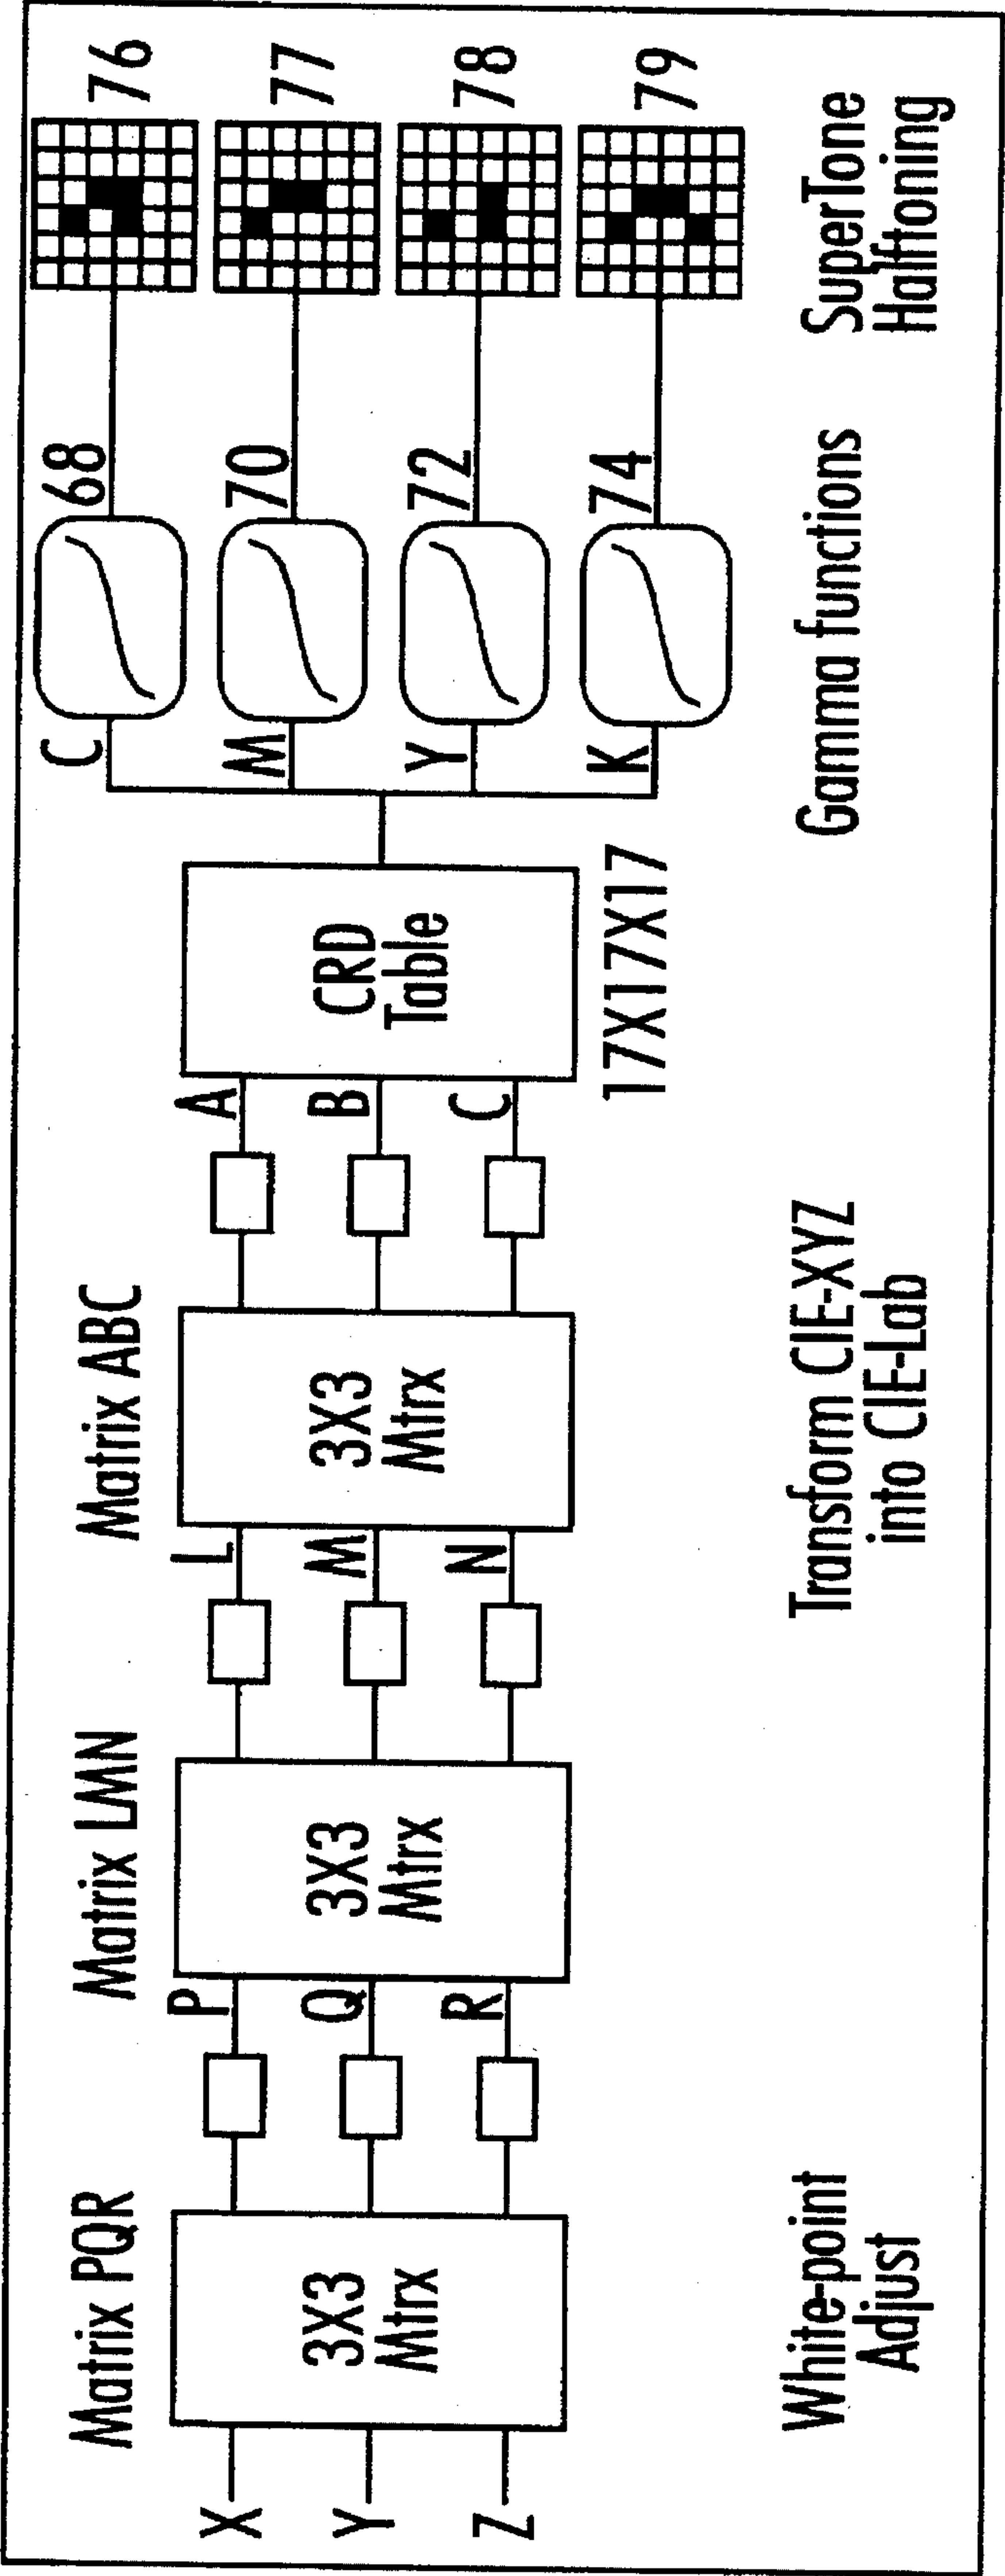 Matrix PQR
Matrix LMN
Matrix ABC
X
Y
Z
3X3
Mtrx
P
Q
R
3X3
Mtrx
L
M
N
3X3
Mtrx
A
B
C
CRD
Table
17X17X17
C
M
Y
K
68
70
72
74
76
77
78
79
White-point
Adjust
Transform CIE-XYZ
into CIE-Lab
Gamma functions
SuperTone
Halftoning